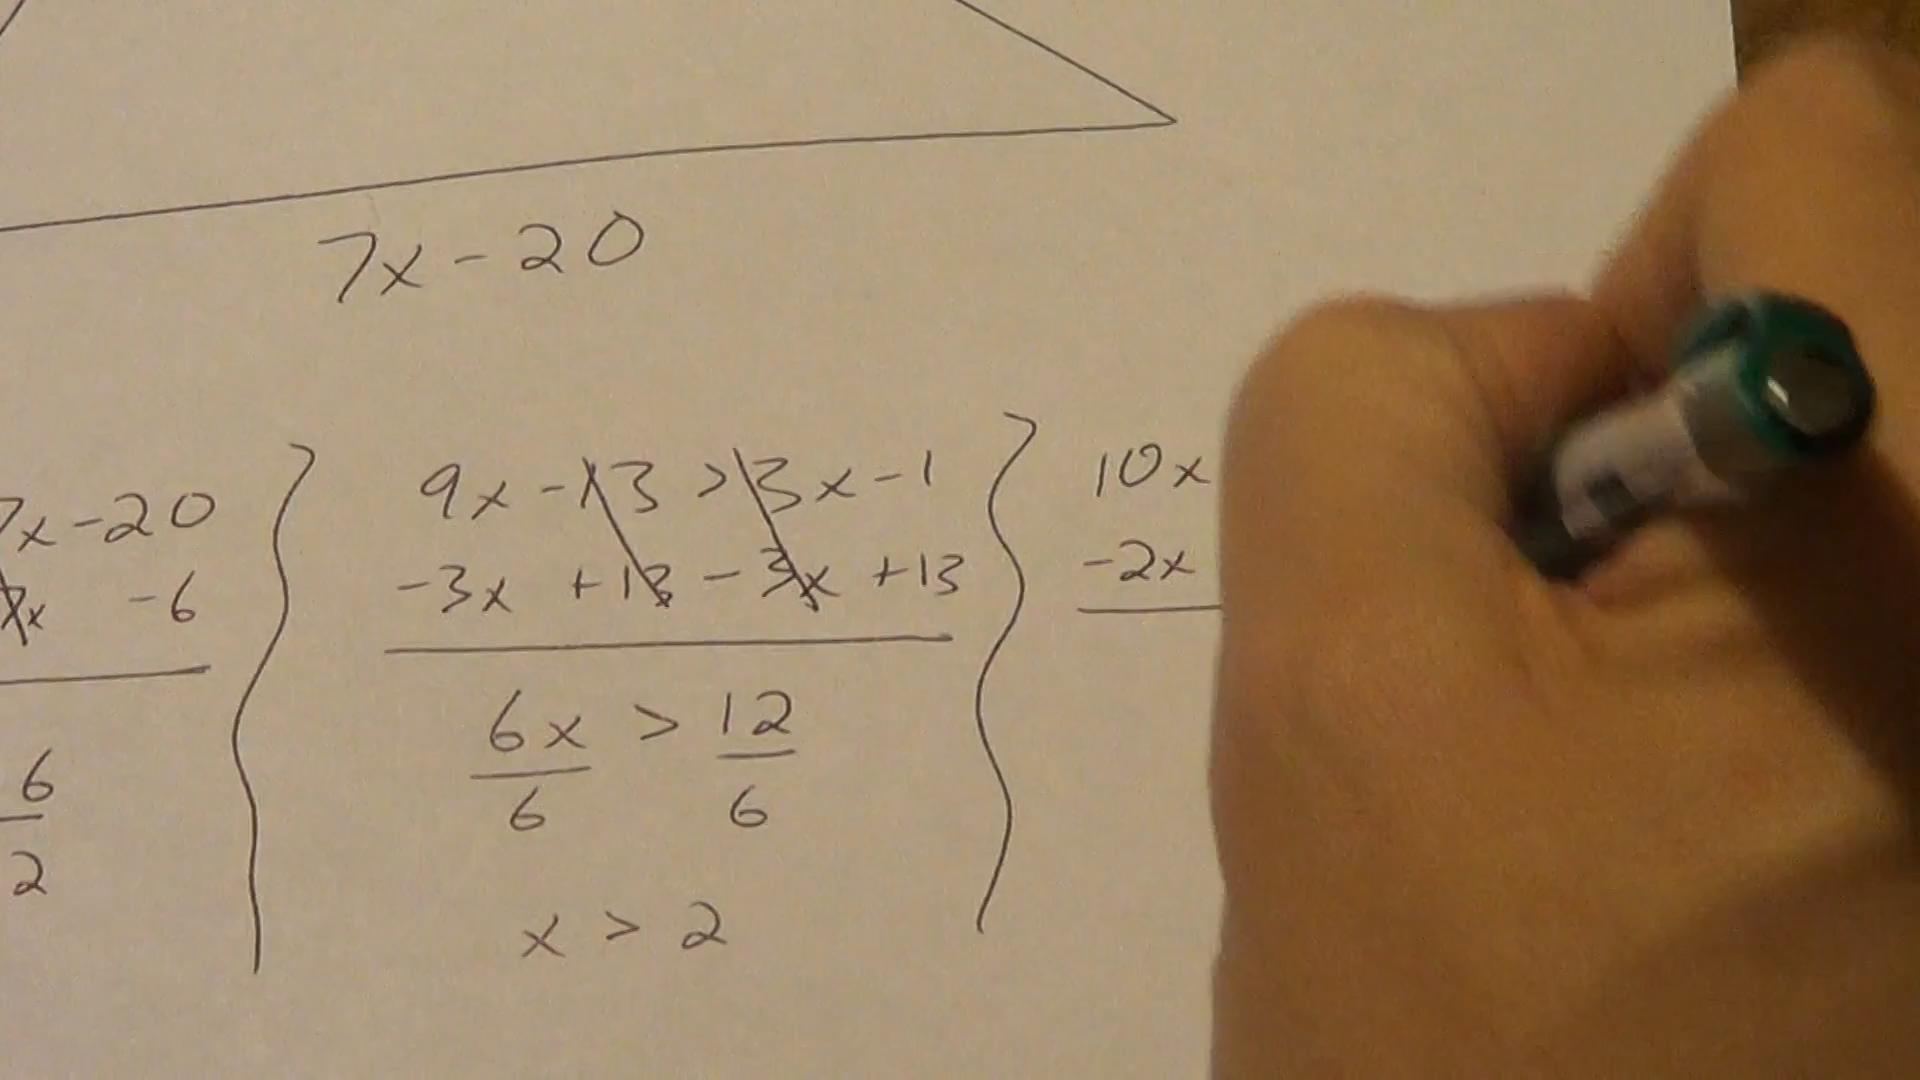 7x - 20
7x - 20
7x - 6
6
2
9x - 13 > 3x - 1
-3x + 13 - 3x + 13
6x > 12
6 6
x > 2
10x
-2x